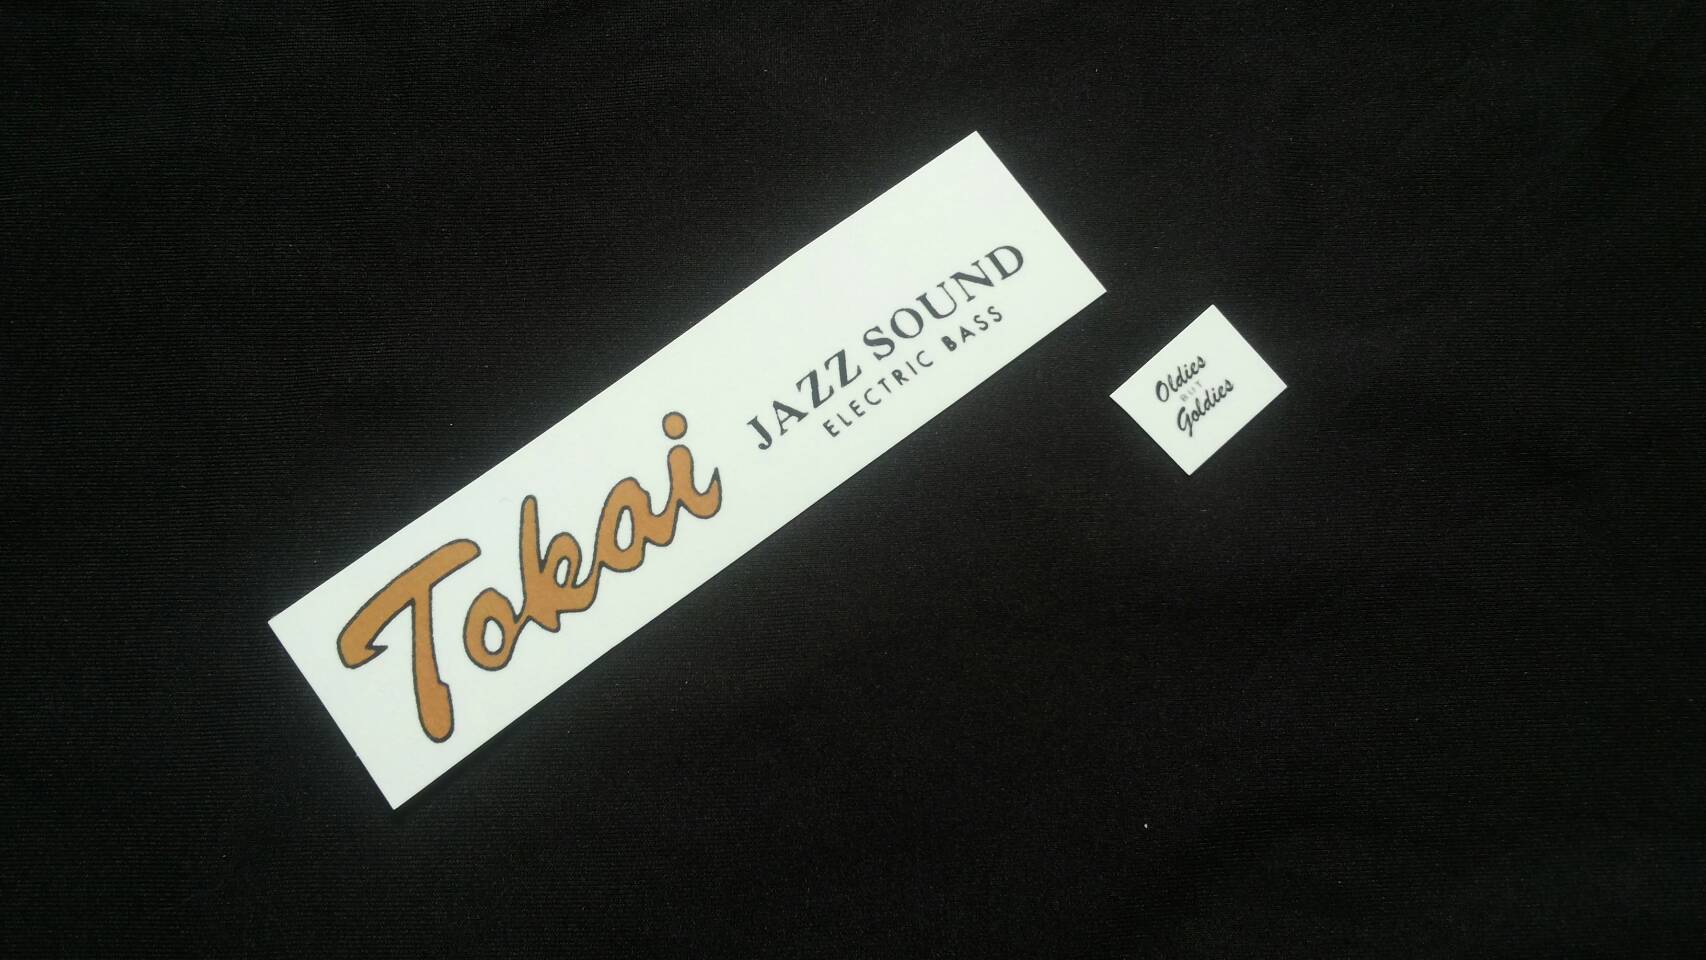 Tokai
JAZZ SOUND
ELECTRIC BASS
Oldies
BUT
Goldies